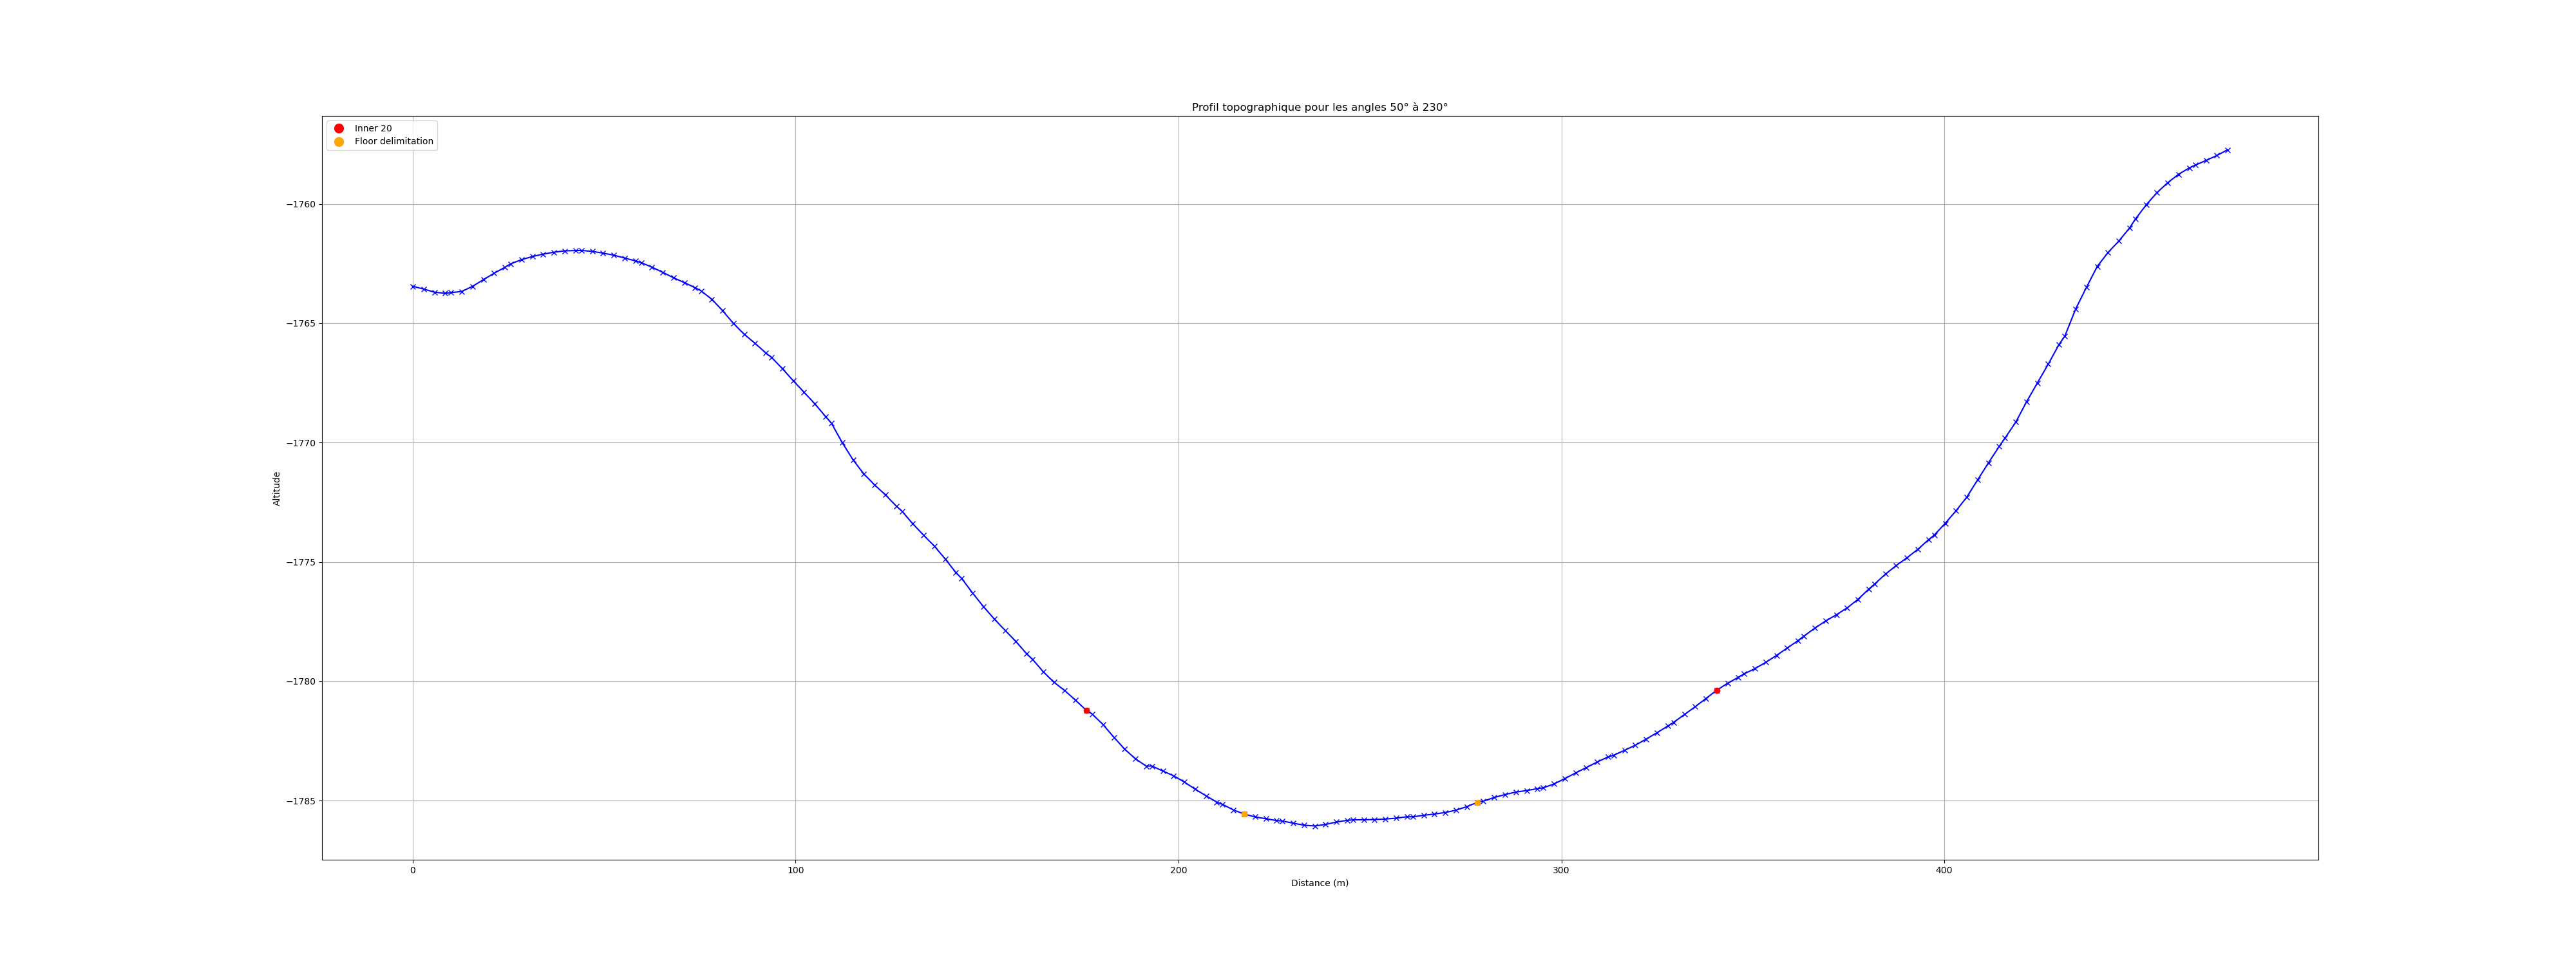 Profil topographique pour les angles 50° à 230°
Inner 20
Floor delimitation
−1760
−1765
−1770
−1775
−1780
−1785
Altitude
0
100
200
300
400
Distance (m)